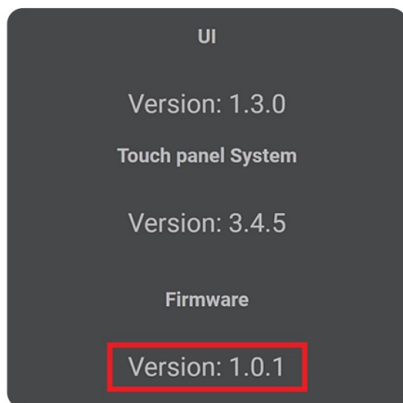 UI
Version: 1.3.0
Touch panel System
Version: 3.4.5
Firmware
Version: 1.0.1